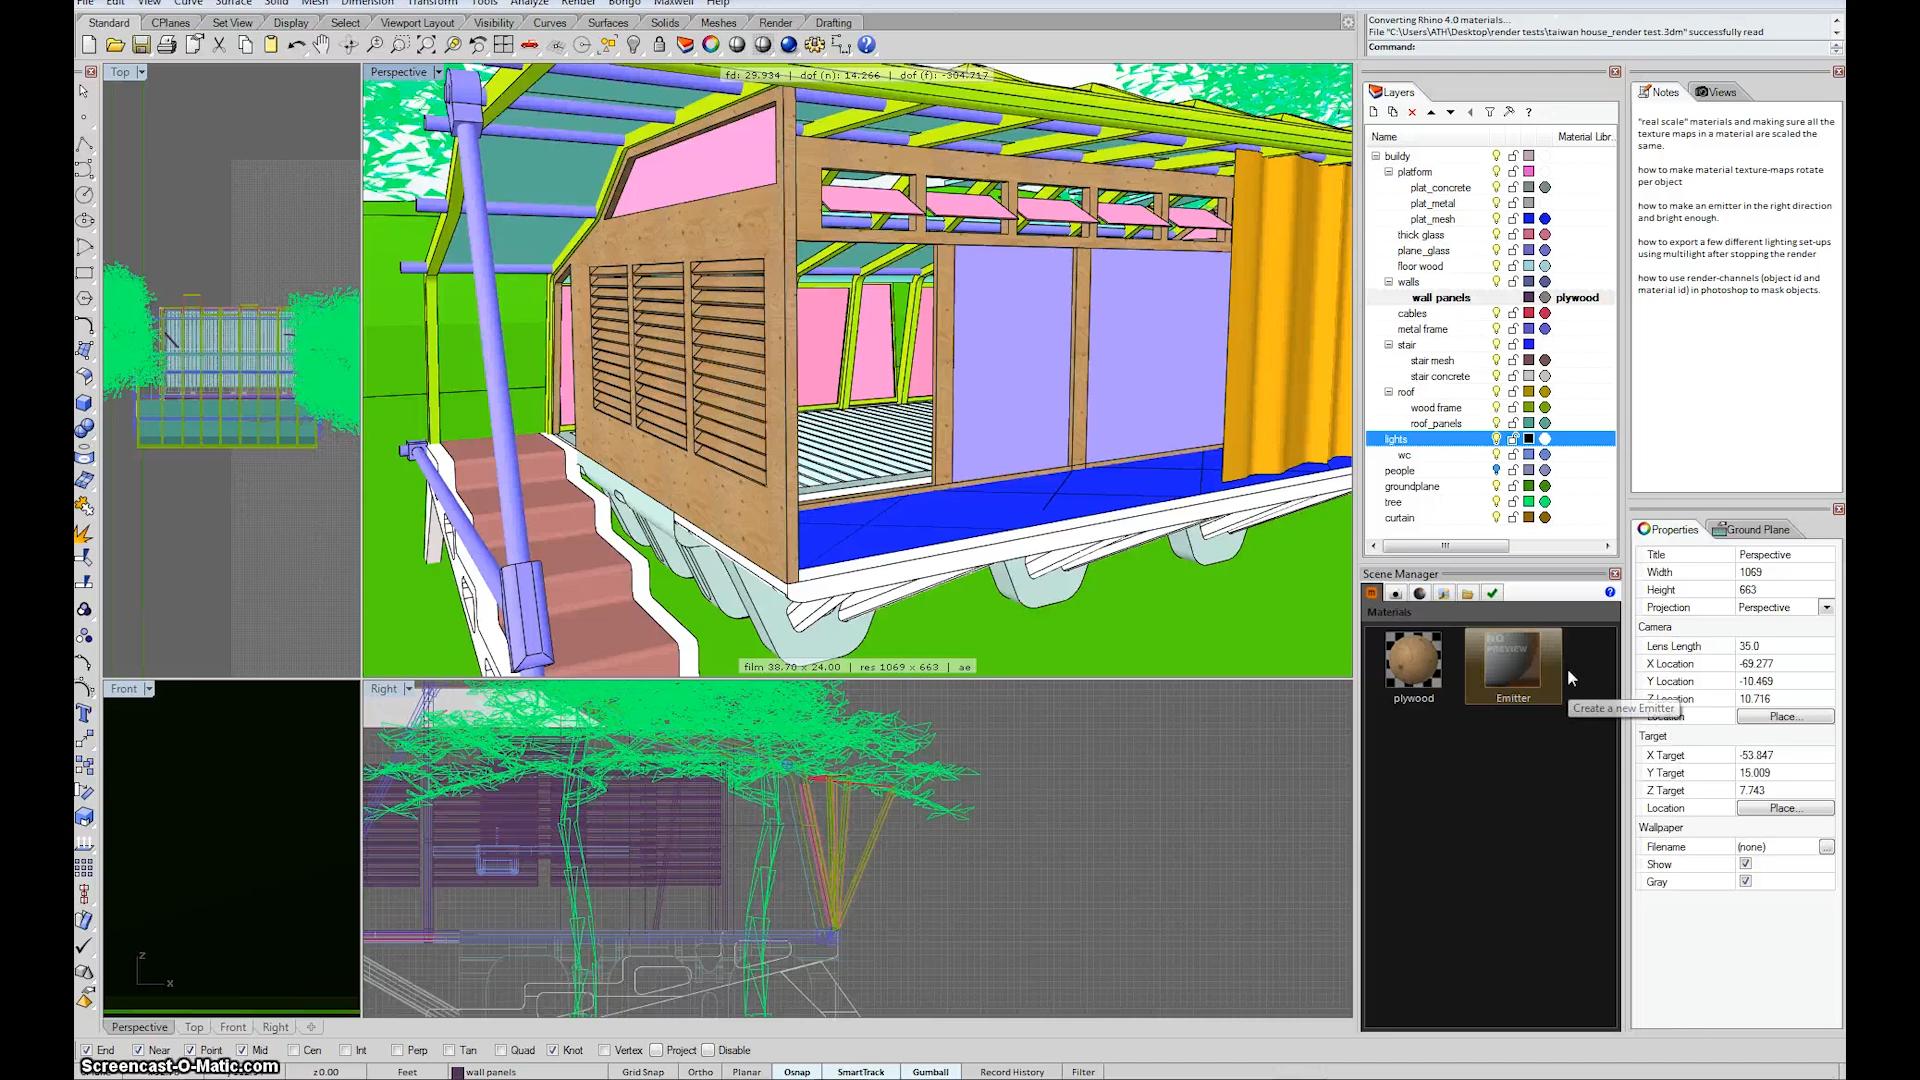 File Edit View Curve Surface Solid Mesh Dimension Transform Tools Analyze Render Bongo Maxwell Help
Standard CPlanes Set View Display Select Viewport Layout Visibility Curves Surfaces Solids Meshes Render Drafting
Converting Rhino 4.0 materials...
File "C:\Users\ATH\Desktop\render tests\taiwan house_render test.3dm" successfully read
Command:
Top
Perspective
fd: 29.934 | dof (n): 14.266 | dof (f): -304.717
film 38.70 x 24.00 | res 1069 x 663 | ae
Front
z
x
Right
Layers
?
Name Material Libr..
buildy
platform
plat_concrete
plat_metal
plat_mesh
thick glass
plane_glass
floor wood
walls
wall panels plywood
cables
metal frame
stair
stair mesh
stair concrete
roof
wood frame
roof_panels
lights
wc
people
groundplane
tree
curtain
Scene Manager
Materials
plywood
NO PREVIEW
Emitter
Create a new Emitter
Notes Views
"real scale" materials and making sure all the
texture maps in a material are scaled the
same.
how to make material texture-maps rotate
per object
how to make an emitter in the right direction
and bright enough.
how to export a few different lighting set-ups
using multilight after stopping the render
how to use render-channels (object id and
material id) in photoshop to mask objects.
Properties Ground Plane
Title Perspective
Width 1069
Height 663
Projection Perspective
Camera
Lens Length 35.0
X Location -69.277
Y Location -10.469
Z Location 10.716
Location Place...
Target
X Target -53.847
Y Target 15.009
Z Target 7.743
Location Place...
Wallpaper
Filename (none) ...
Show
Gray
Perspective Top Front Right
End Near Point Mid Cen Int Perp Tan Quad Knot Vertex Project Disable
Screencast-O-Matic.com
z 0.00 Feet wall panels Grid Snap Ortho Planar Osnap SmartTrack Gumball Record History Filter